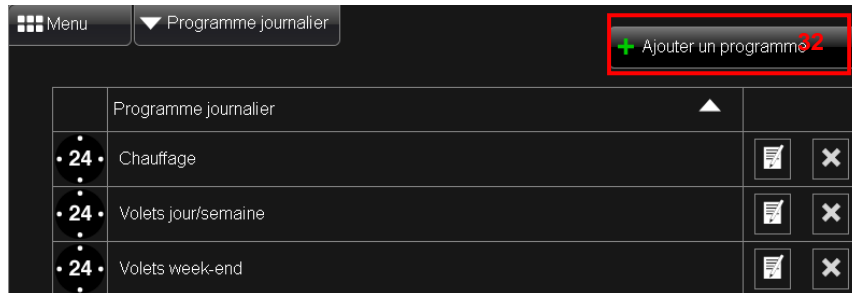 Menu
Programme journalier
+ Ajouter un programme 32
Programme journalier
24 Chauffage
24 Volets jour/semaine
24 Volets week-end